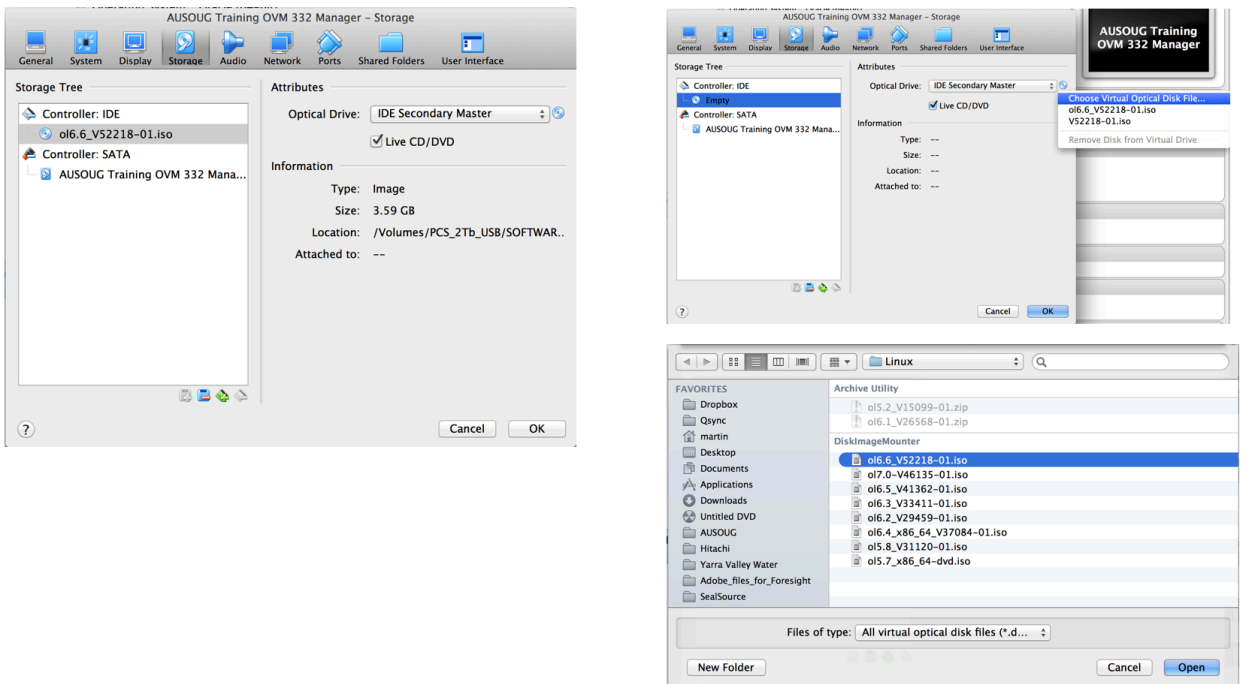 AUSOUG Training OVM 332 Manager – Storage
General System Display Storage Audio Network Ports Shared Folders User Interface
Storage Tree
Controller: IDE
ol6.6_V52218-01.iso
Controller: SATA
AUSOUG Training OVM 332 Mana...
Attributes
Optical Drive: IDE Secondary Master
Live CD/DVD
Information
Type: Image
Size: 3.59 GB
Location: /Volumes/PCS_2Tb_USB/SOFTWAR..
Attached to: --
?
Cancel OK
AUSOUG Training OVM 332 Manager – Storage
General System Display Storage Audio Network Ports Shared Folders User Interface
Storage Tree
Controller: IDE
Empty
Controller: SATA
AUSOUG Training OVM 332 Mana...
Attributes
Optical Drive: IDE Secondary Master
Live CD/DVD
Information
Type: --
Size: --
Location: --
Attached to: --
?
Cancel OK
AUSOUG Training
OVM 332 Manager
Choose Virtual Optical Disk File...
ol6.6_V52218-01.iso
V52218-01.iso
Remove Disk from Virtual Drive
Linux
FAVORITES
Dropbox
Qsync
martin
Desktop
Documents
Applications
Downloads
Untitled DVD
AUSOUG
Hitachi
Yarra Valley Water
Adobe_files_for_Foresight
SealSource
Archive Utility
ol5.2_V15099-01.zip
ol6.1_V26568-01.zip
DiskImageMounter
ol6.6_V52218-01.iso
ol7.0-V46135-01.iso
ol6.5_V41362-01.iso
ol6.3_V33411-01.iso
ol6.2_V29459-01.iso
ol6.4_x86_64_V37084-01.iso
ol5.8_V31120-01.iso
ol5.7_x86_64-dvd.iso
Files of type: All virtual optical disk files (*.d...
New Folder Cancel Open